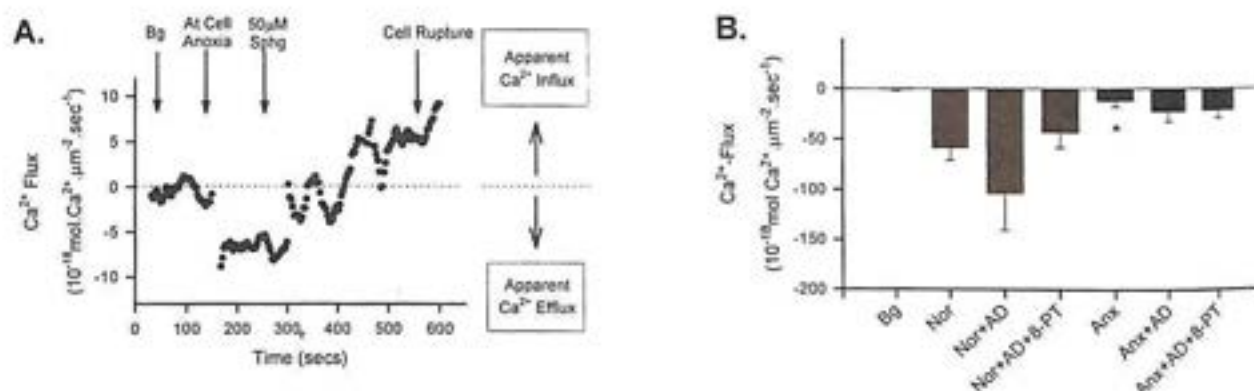 A.
Bg
At Cell
Anoxia
50µM
Sphg
Cell Rupture
Apparent
Ca²⁺ Influx
10
5
0
-5
-10
Ca²⁺ Flux
(10⁻¹⁸mol.Ca²⁺.µm⁻².sec⁻¹)
0
100
200
300
400
500
600
Time (secs)
Apparent
Ca²⁺ Efflux
B.
0
-50
-100
-150
-200
Ca²⁺-Flux
(10⁻¹⁸mol Ca²⁺.µm⁻².sec⁻¹)
Bg
Nor
Nor+AD
Nor+AD+ß-PT
Anx
Anx+AD
Anx+AD+ß-PT